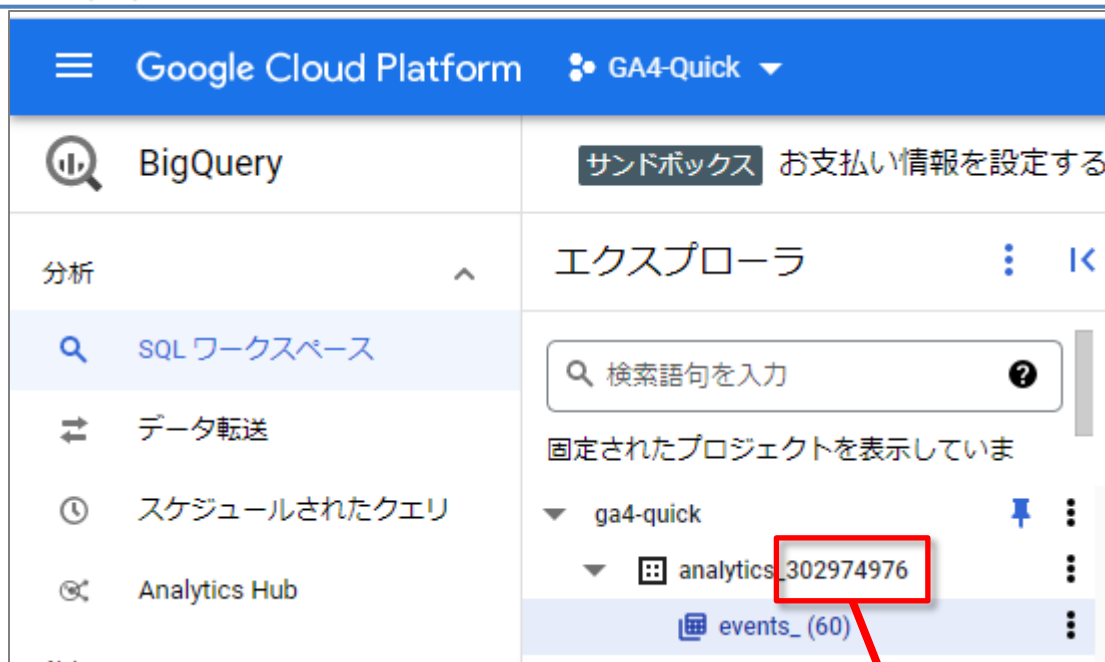 Google Cloud Platform
GA4-Quick
BigQuery
サンドボックス お支払い情報を設定する
分析
SQL ワークスペース
データ転送
スケジュールされたクエリ
Analytics Hub
エクスプローラ
検索語句を入力
固定されたプロジェクトを表示していま
ga4-quick
analytics_302974976
events_ (60)